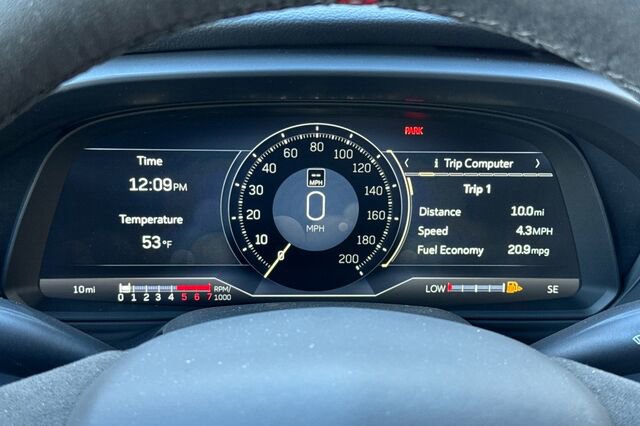 PARK
Time
12:09PM
Temperature
53°F
0 10 20 30 40 60 80 100 120 140 160 180 200
-- MPH
0
MPH
< i Trip Computer >
Trip 1
Distance 10.0mi
Speed 4.3MPH
Fuel Economy 20.9mpg
10mi
0 1 2 3 4 5 6 7 RPM/1000
LOW
SE